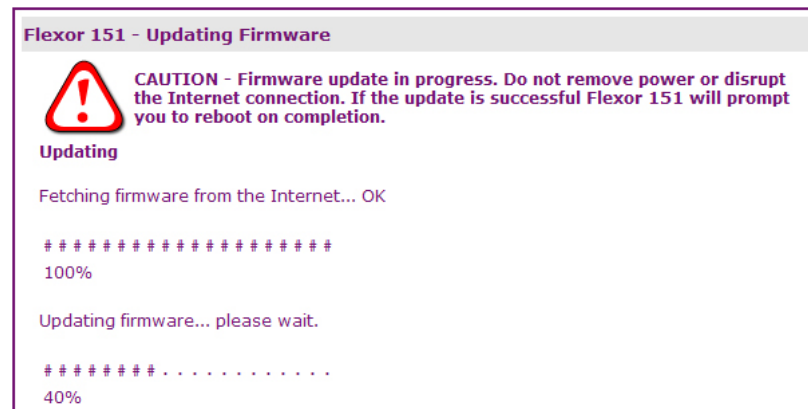 Flexor 151 - Updating Firmware
CAUTION - Firmware update in progress. Do not remove power or disrupt
the Internet connection. If the update is successful Flexor 151 will prompt
you to reboot on completion.
Updating
Fetching firmware from the Internet... OK
# # # # # # # # # # # # # # # # # # # #
100%
Updating firmware... please wait.
# # # # # # # # . . . . . . . . . . . .
40%